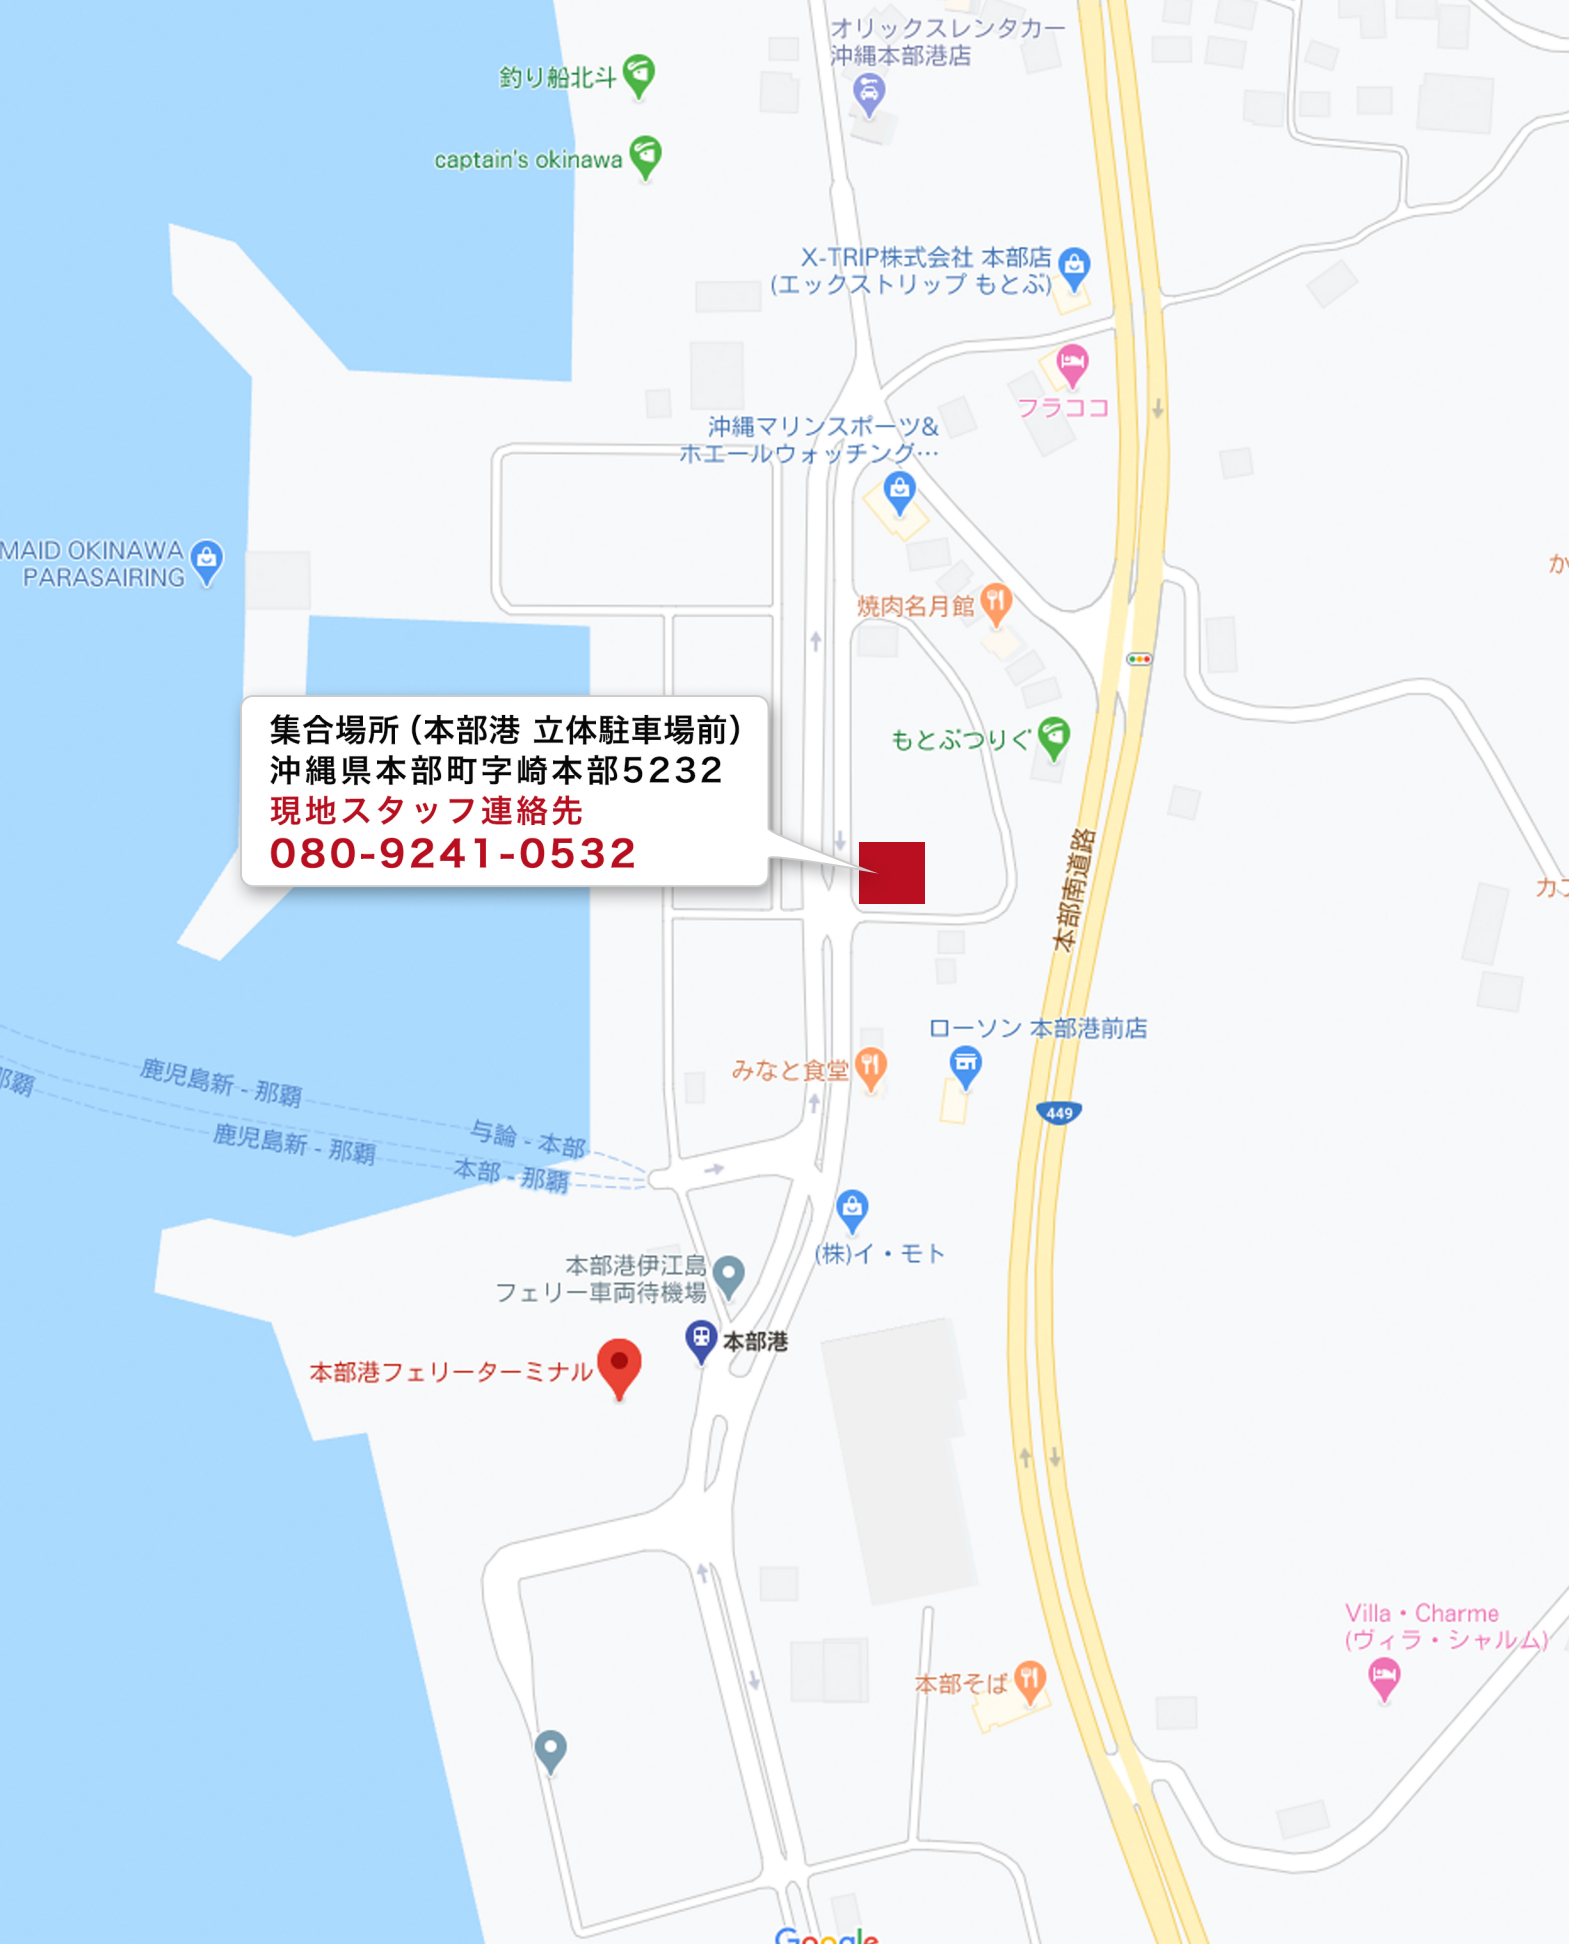 オリックスレンタカー
沖縄本部港店
釣り船北斗
captain's okinawa
X-TRIP株式会社 本部店
(エックストリップ もとぶ)
フラココ
沖縄マリンスポーツ&
ホエールウォッチング…
MAID OKINAWA
PARASAIRING
か
焼肉名月館
もとぶつりぐ
集合場所（本部港 立体駐車場前）
沖縄県本部町字崎本部5232
現地スタッフ連絡先
080-9241-0532
本部南道路
カフ
ローソン 本部港前店
みなと食堂
449
鹿児島新 - 那覇
那覇
鹿児島新 - 那覇
与論 - 本部
本部 - 那覇
(株)イ・モト
本部港伊江島
フェリー車両待機場
本部港
本部港フェリーターミナル
Villa・Charme
(ヴィラ・シャルム)
本部そば
Google